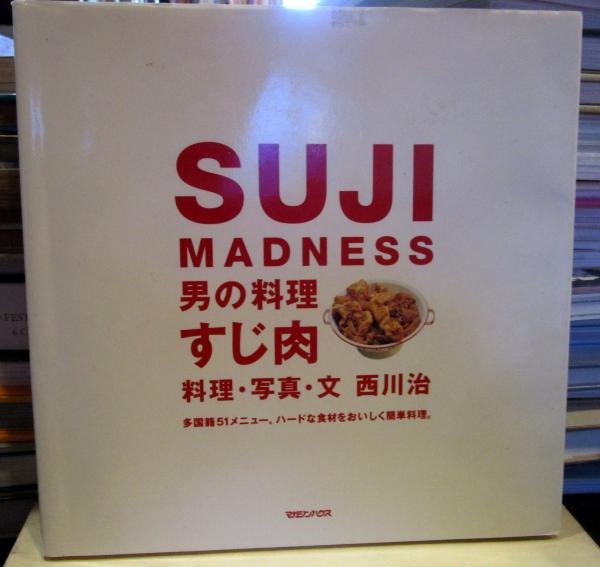 SUJI
MADNESS
男の料理
すじ肉
料理・写真・文 西川治
多国籍51メニュー。ハードな食材をおいしく簡単料理。
マガジンハウス